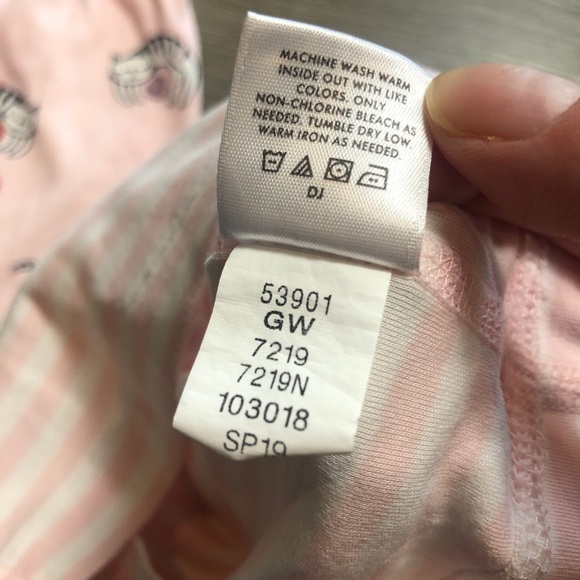 MACHINE WASH WARM
INSIDE OUT WITH LIKE
COLORS. ONLY
NON-CHLORINE BLEACH AS
NEEDED. TUMBLE DRY LOW.
WARM IRON AS NEEDED.
DJ
53901
GW
7219
7219N
103018
SP19